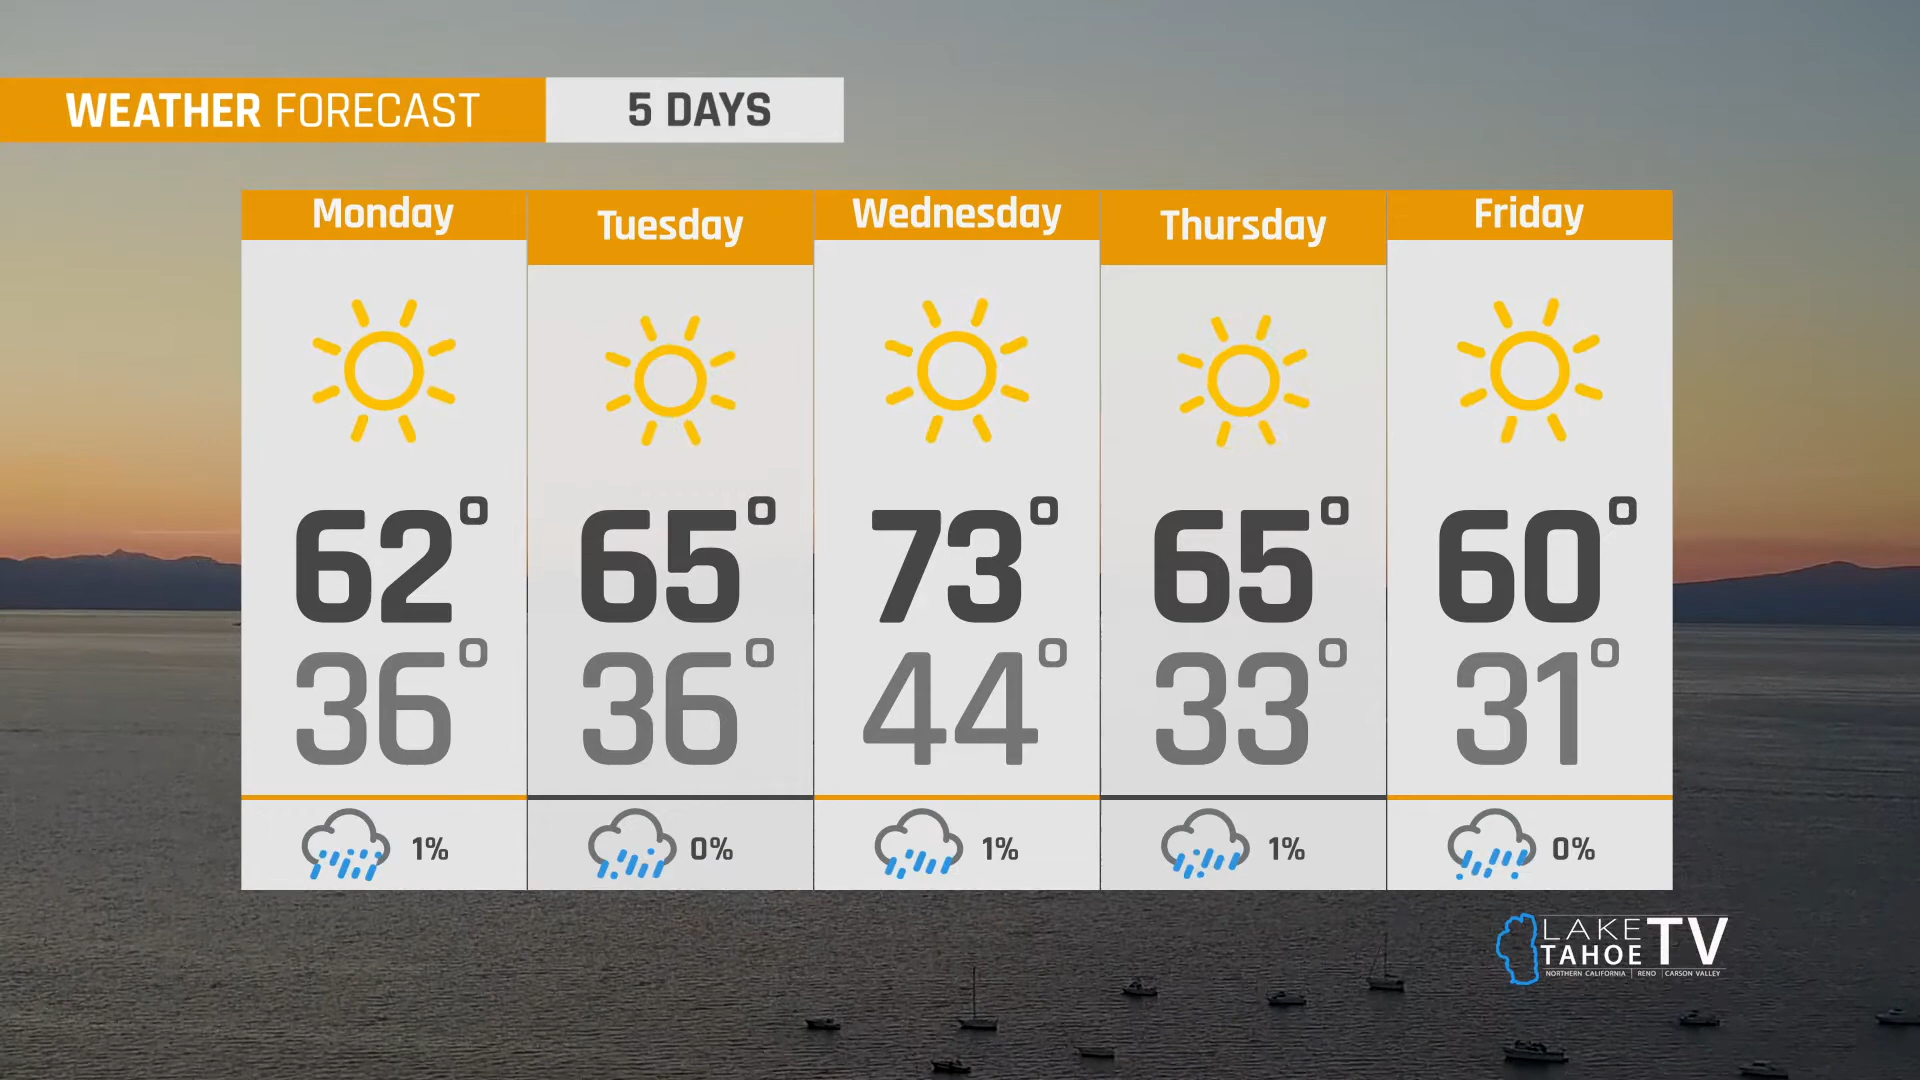 WEATHER FORECAST
5 DAYS
Monday
Tuesday
Wednesday
Thursday
Friday
62°
65°
73°
65°
60°
36°
36°
44°
33°
31°
1%
0%
1%
1%
0%
LAKE
TAHOE
TV
NORTHERN CALIFORNIA | RENO | CARSON VALLEY